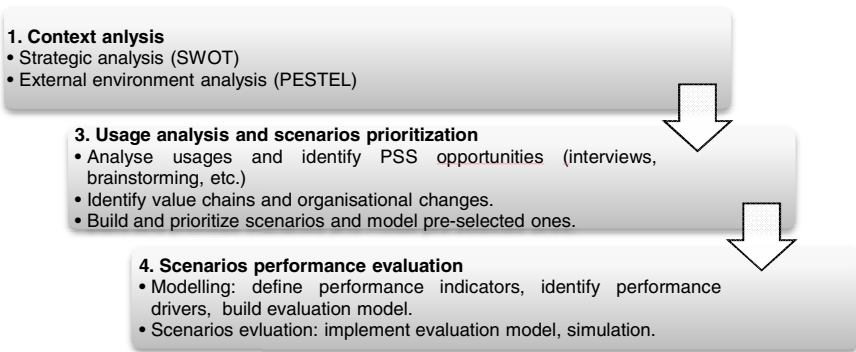 1. Context anlysis
• Strategic analysis (SWOT)
• External environment analysis (PESTEL)
3. Usage analysis and scenarios prioritization
• Analyse usages and identify PSS opportunities (interviews,
brainstorming, etc.)
• Identify value chains and organisational changes.
• Build and prioritize scenarios and model pre-selected ones.
4. Scenarios performance evaluation
• Modelling: define performance indicators, identify performance
drivers, build evaluation model.
• Scenarios evluation: implement evaluation model, simulation.